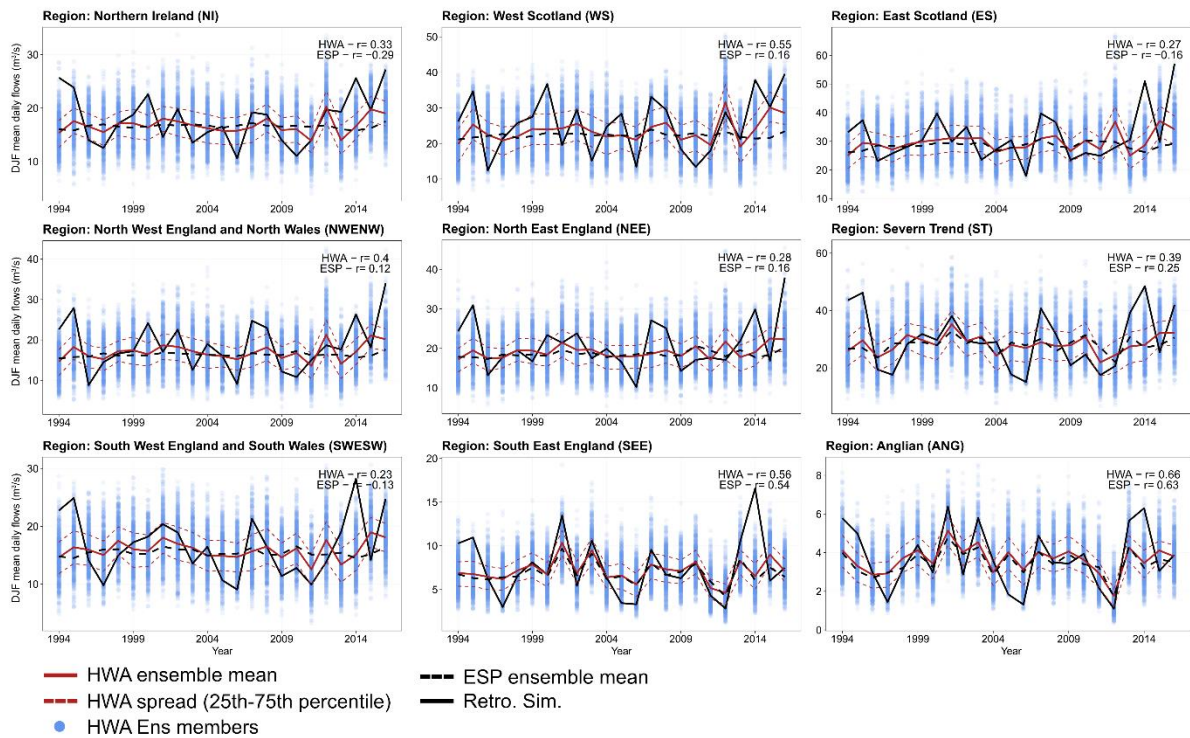 Region: Northern Ireland (NI)
Region: West Scotland (WS)
Region: East Scotland (ES)
DJF mean daily flows (m³/s)
30
20
10
HWA − r= 0.33
ESP − r= −0.29
1994
1999
2004
2009
2014
50
40
30
20
10
HWA − r= 0.55
ESP − r= 0.16
1994
1999
2004
2009
2014
60
50
40
30
20
10
HWA − r= 0.27
ESP − r= −0.16
1994
1999
2004
2009
2014
Region: North West England and North Wales (NWENW)
Region: North East England (NEE)
Region: Severn Trend (ST)
DJF mean daily flows (m³/s)
40
30
20
10
HWA − r= 0.4
ESP − r= 0.12
1994
1999
2004
2009
2014
40
30
20
10
HWA − r= 0.28
ESP − r= 0.16
1994
1999
2004
2009
2014
60
40
20
HWA − r= 0.39
ESP − r= 0.25
1994
1999
2004
2009
2014
Region: South West England and South Wales (SWESW)
Region: South East England (SEE)
Region: Anglian (ANG)
DJF mean daily flows (m³/s)
30
20
10
HWA − r= 0.23
ESP − r= −0.13
1994
1999
2004
2009
2014
Year
20
15
10
5
HWA − r= 0.56
ESP − r= 0.54
1994
1999
2004
2009
2014
Year
8
6
4
2
0
HWA − r= 0.66
ESP − r= 0.63
1994
1999
2004
2009
2014
Year
HWA ensemble mean
HWA spread (25th-75th percentile)
HWA Ens members
ESP ensemble mean
Retro. Sim.